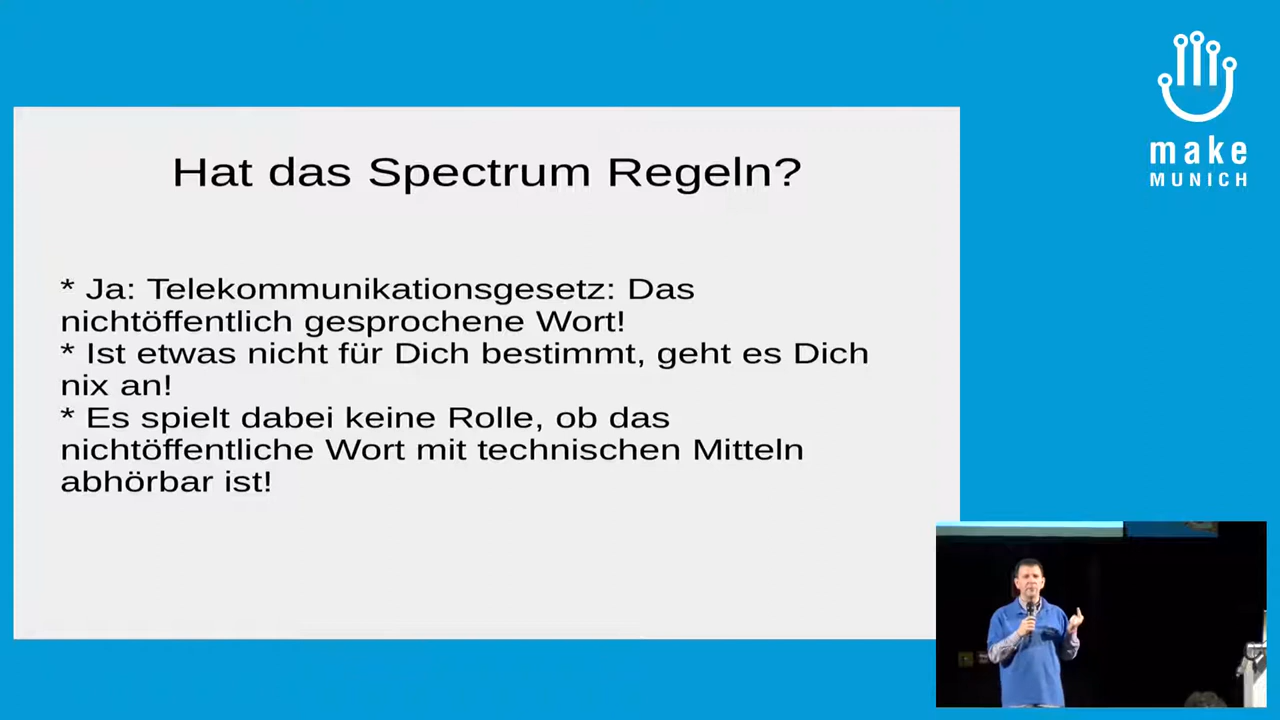 Hat das Spectrum Regeln?
* Ja: Telekommunikationsgesetz: Das
nichtöffentlich gesprochene Wort!
* Ist etwas nicht für Dich bestimmt, geht es Dich
nix an!
* Es spielt dabei keine Rolle, ob das
nichtöffentliche Wort mit technischen Mitteln
abhörbar ist!
make
MUNICH